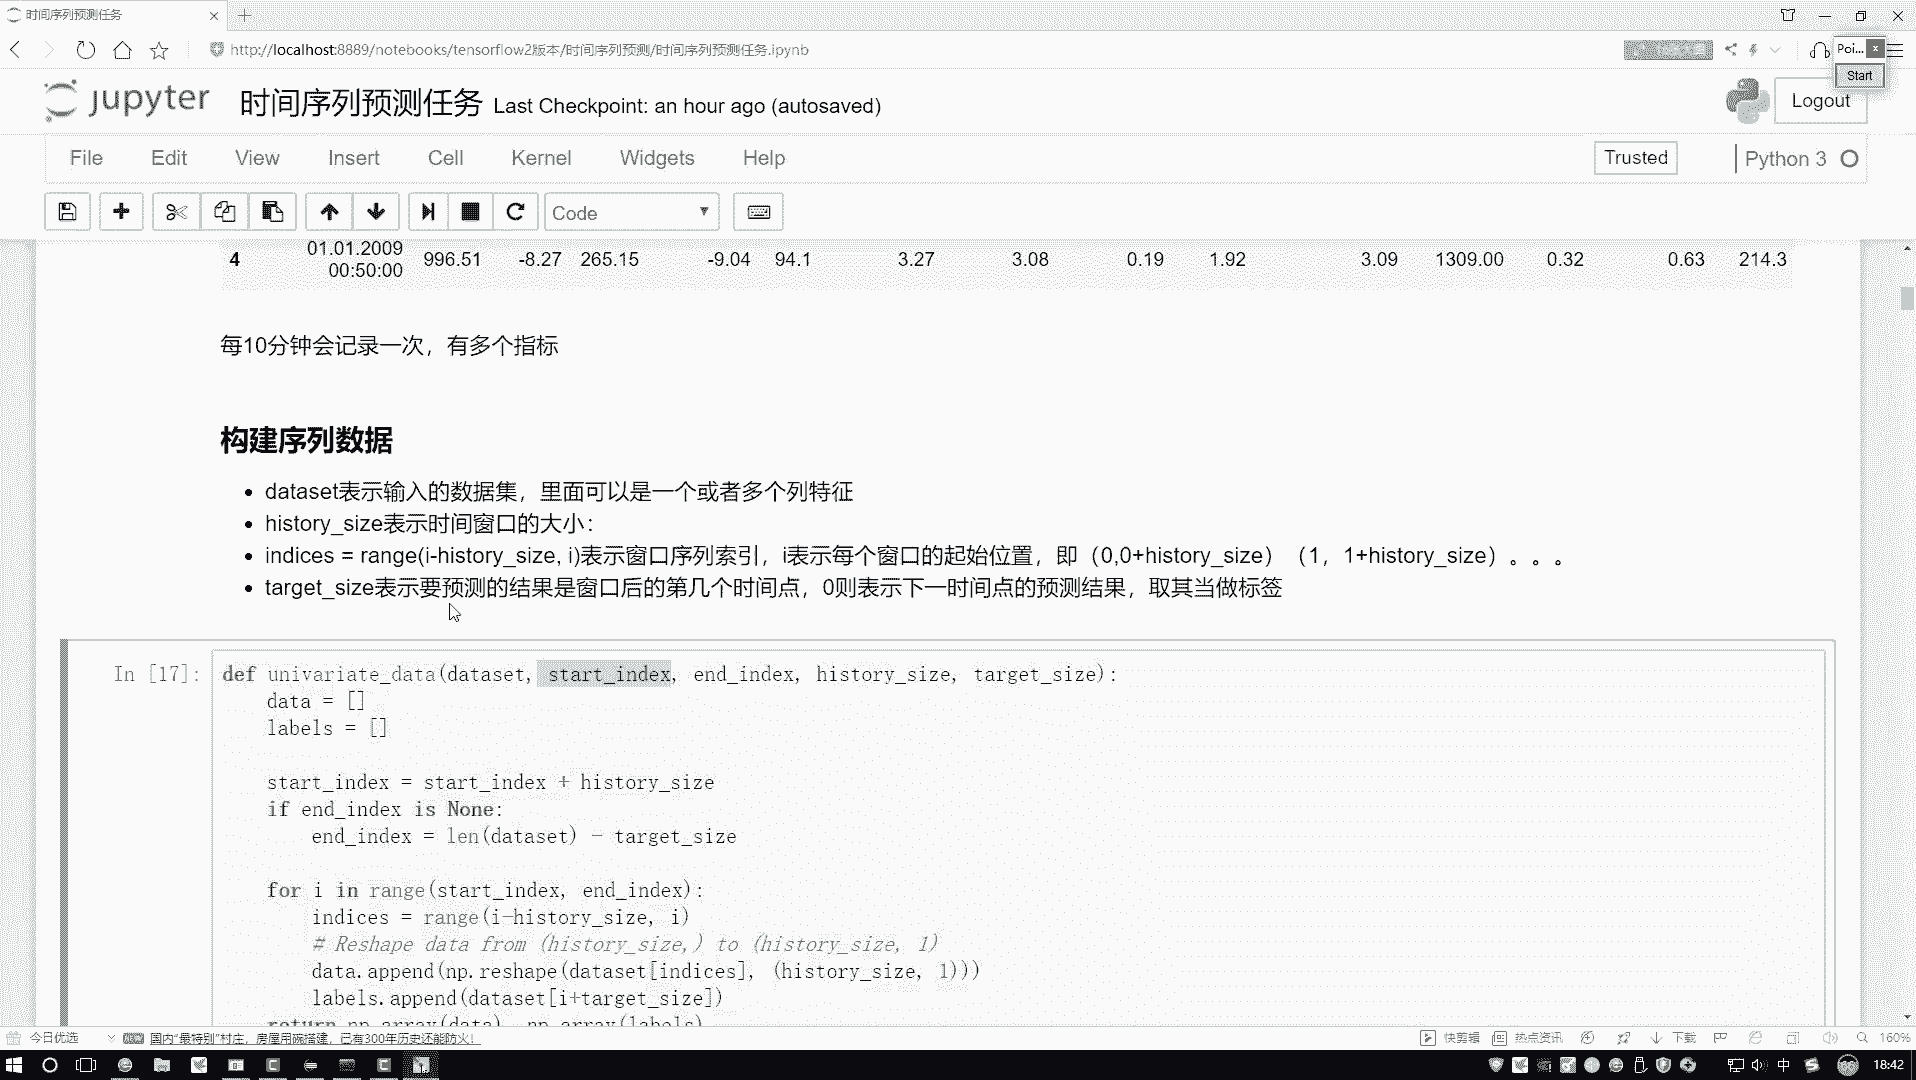 时间序列预测任务
http://localhost:8889/notebooks/tensorflow2版本/时间序列预测/时间序列预测任务.ipynb
Poi...
Start
jupyter 时间序列预测任务 Last Checkpoint: an hour ago (autosaved)
Logout
File Edit View Insert Cell Kernel Widgets Help
Trusted
Python 3
Code
4 01.01.2009 00:50:00 996.51 -8.27 265.15 -9.04 94.1 3.27 3.08 0.19 1.92 3.09 1309.00 0.32 0.63 214.3
每10分钟会记录一次，有多个指标
构建序列数据
dataset表示输入的数据集，里面可以是一个或者多个列特征
history_size表示时间窗口的大小：
indices = range(i-history_size, i)表示窗口序列索引，i表示每个窗口的起始位置，即（0,0+history_size）（1，1+history_size）。。。
target_size表示要预测的结果是窗口后的第几个时间点，0则表示下一时间点的预测结果，取其当做标签
In [17]:
def univariate_data(dataset, start_index, end_index, history_size, target_size):
data = []
labels = []
start_index = start_index + history_size
if end_index is None:
end_index = len(dataset) - target_size
for i in range(start_index, end_index):
indices = range(i-history_size, i)
# Reshape data from (history_size,) to (history_size, 1)
data.append(np.reshape(dataset[indices], (history_size, 1)))
labels.append(dataset[i+target_size])
return np.array(data), np.array(labels)
今日优选
国内“最特别”村庄，房屋用碗搭建，已有300年历史还能防火！
快剪辑
热点资讯
下载
160%
中
18:42